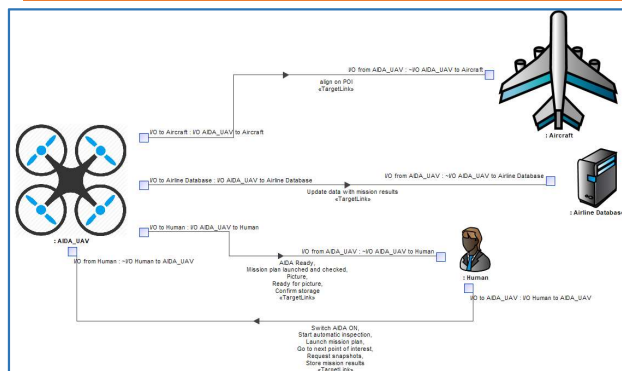 I/O from AIDA_UAV : ~I/O AIDA_UAV to Aircraft
align on POI
«TargetLink»
: Aircraft
I/O to Aircraft : I/O AIDA_UAV to Aircraft
I/O from AIDA_UAV : ~I/O AIDA_UAV to Airline Database
I/O to Airline Database : I/O AIDA_UAV to Airline Database
Update data with mission results
«TargetLink»
: Airline Database
I/O to Human : I/O AIDA_UAV to Human
: AIDA_UAV
I/O from AIDA_UAV : ~I/O AIDA_UAV to Human
I/O from Human : ~I/O Human to AIDA_UAV
AIDA Ready,
Mission plan launched and checked,
Picture,
Ready for picture,
Confirm storage
«TargetLink»
: Human
I/O to AIDA_UAV : I/O Human to AIDA_UAV
Switch AIDA ON,
Start automatic inspection,
Launch mission plan,
Go to next point of interest,
Request snapshots,
Store mission results
«TargetLink»